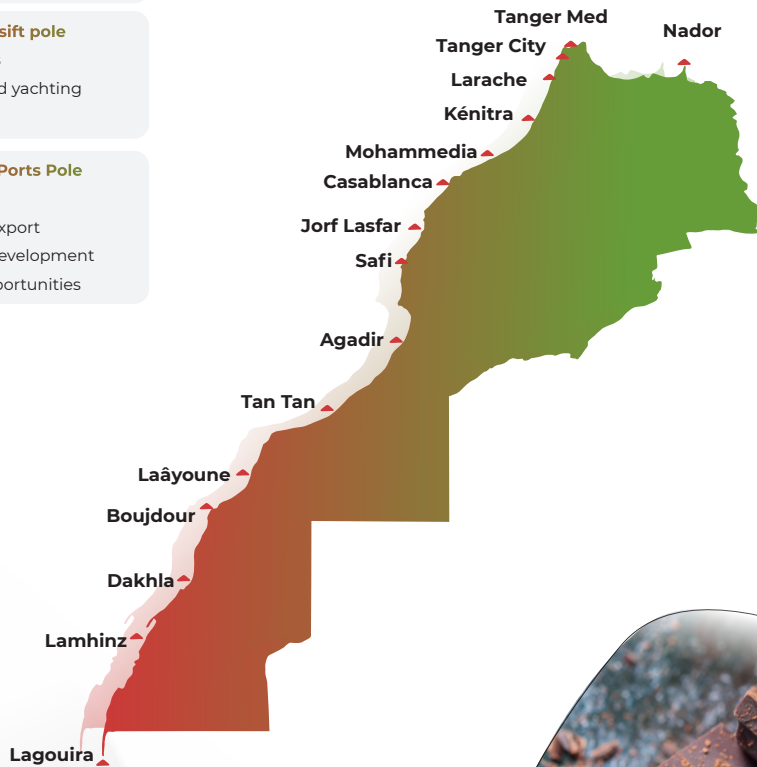 sift pole
d yachting
Ports Pole
xport
evelopment
portunities
Tanger Med
Nador
Tanger City
Larache
Kénitra
Mohammedia
Casablanca
Jorf Lasfar
Safi
Agadir
Tan Tan
Laâyoune
Boujdour
Dakhla
Lamhinz
Lagouira